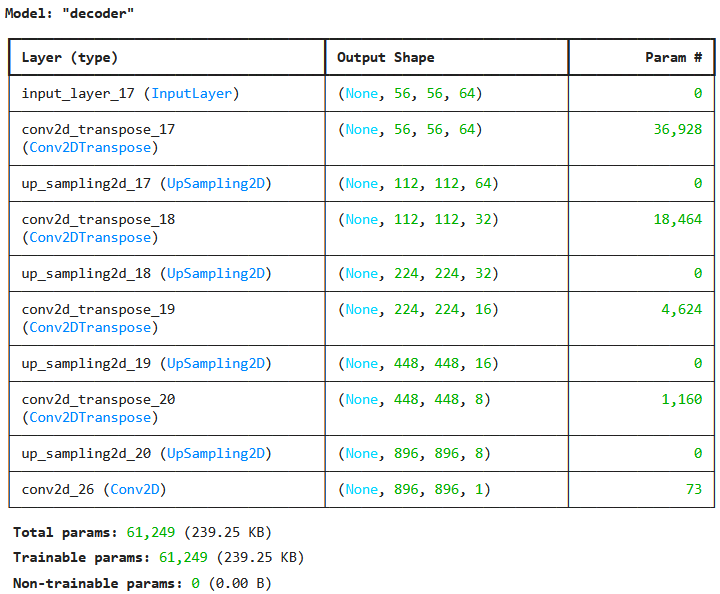 Model: "decoder"
Layer (type) Output Shape Param #
input_layer_17 (InputLayer) (None, 56, 56, 64) 0
conv2d_transpose_17 (None, 56, 56, 64) 36,928
(Conv2DTranspose)
up_sampling2d_17 (UpSampling2D) (None, 112, 112, 64) 0
conv2d_transpose_18 (None, 112, 112, 32) 18,464
(Conv2DTranspose)
up_sampling2d_18 (UpSampling2D) (None, 224, 224, 32) 0
conv2d_transpose_19 (None, 224, 224, 16) 4,624
(Conv2DTranspose)
up_sampling2d_19 (UpSampling2D) (None, 448, 448, 16) 0
conv2d_transpose_20 (None, 448, 448, 8) 1,160
(Conv2DTranspose)
up_sampling2d_20 (UpSampling2D) (None, 896, 896, 8) 0
conv2d_26 (Conv2D) (None, 896, 896, 1) 73
Total params: 61,249 (239.25 KB)
Trainable params: 61,249 (239.25 KB)
Non-trainable params: 0 (0.00 B)